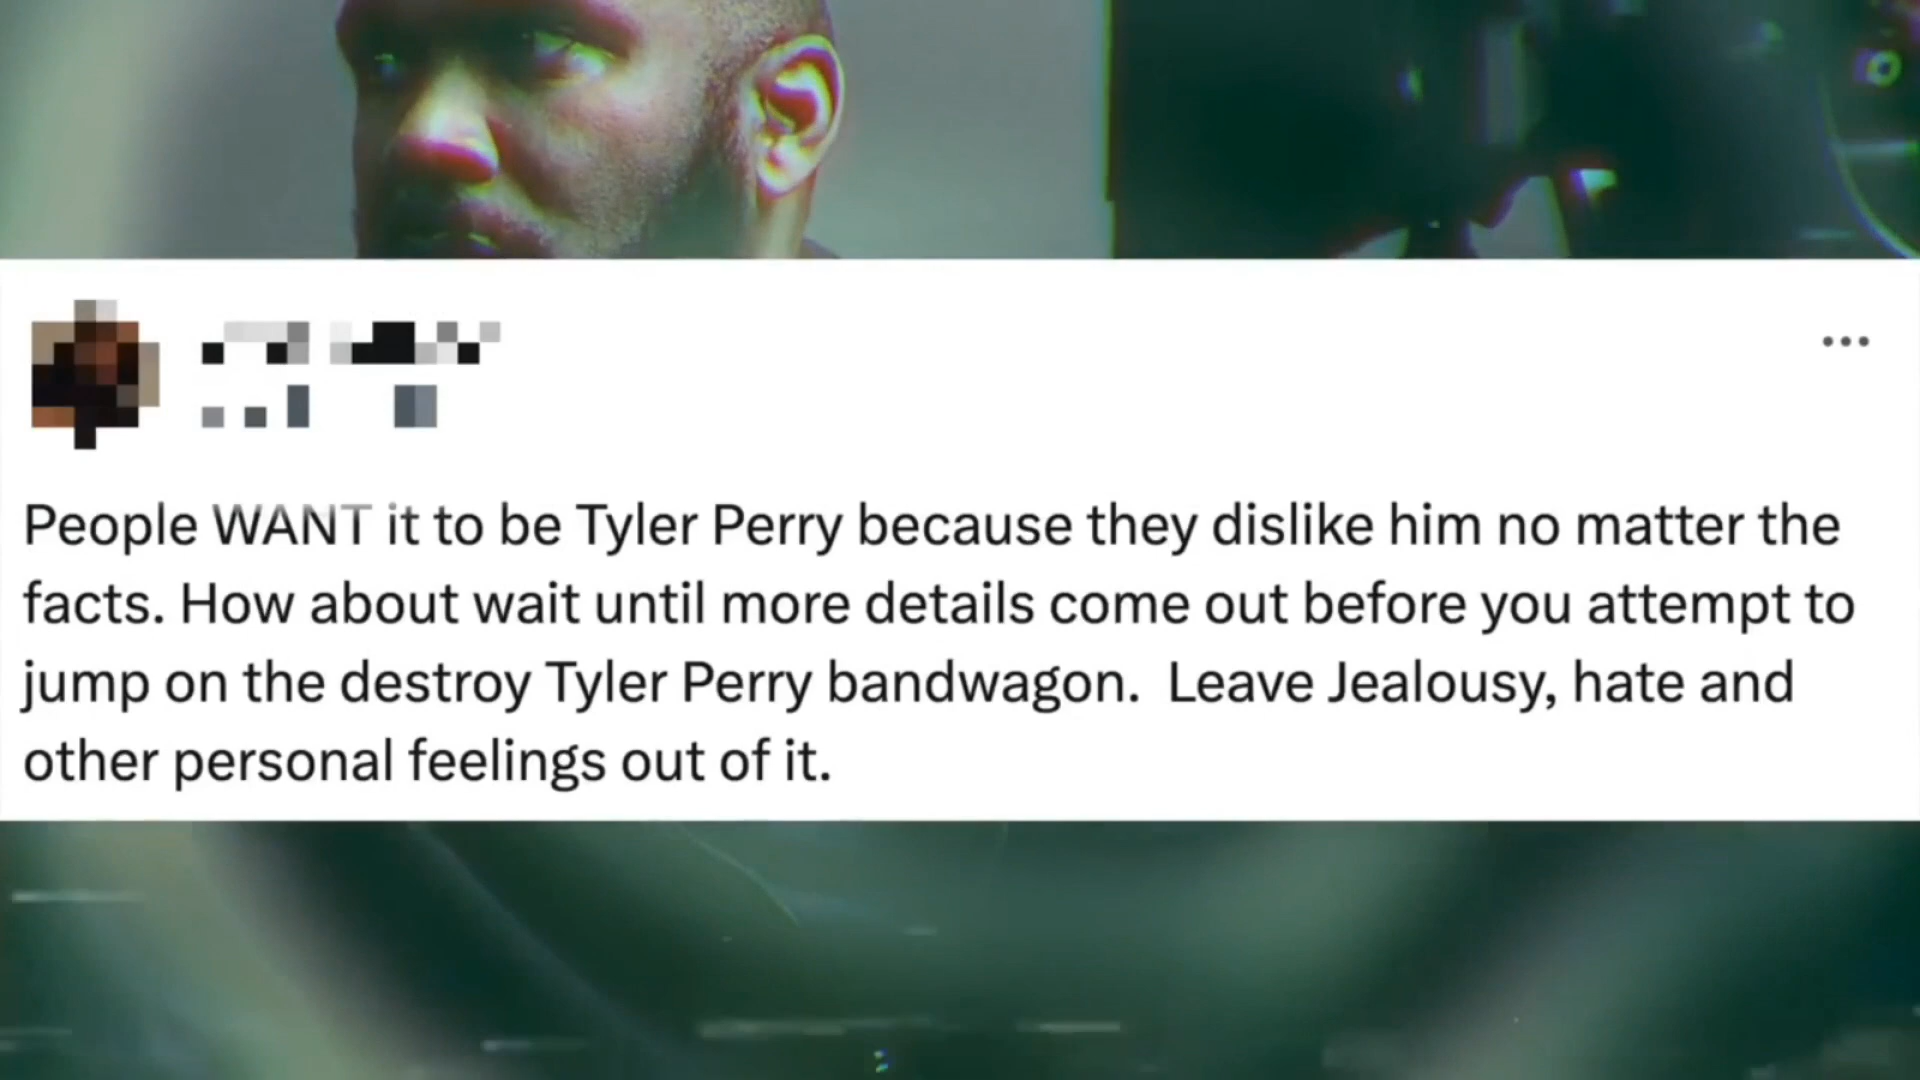 People WANT it to be Tyler Perry because they dislike him no matter the
facts. How about wait until more details come out before you attempt to
jump on the destroy Tyler Perry bandwagon. Leave Jealousy, hate and
other personal feelings out of it.